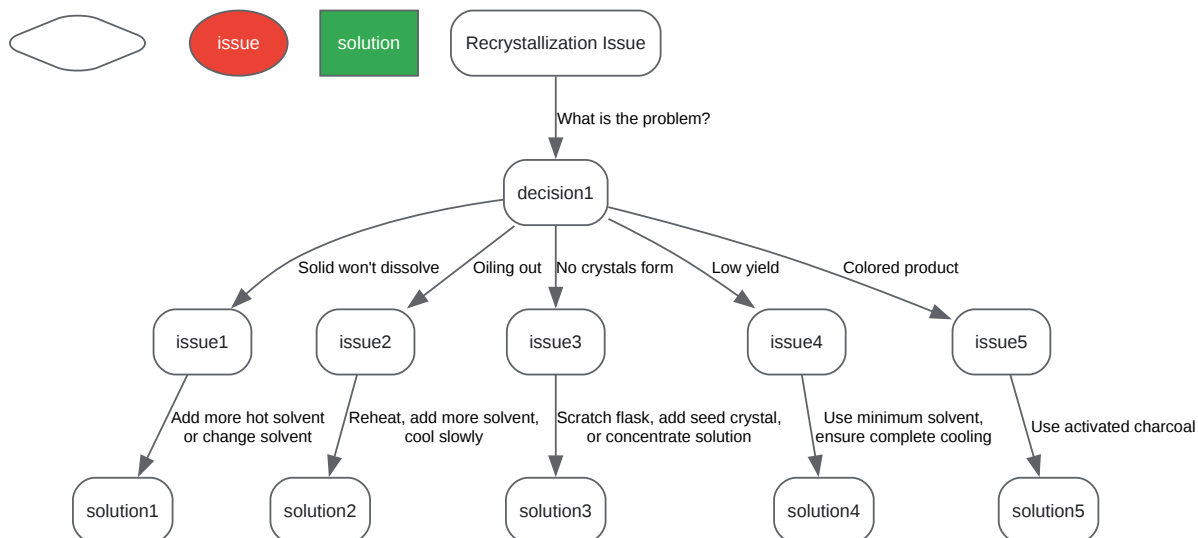 issue
solution
Recrystallization Issue
What is the problem?
decision1
Solid won't dissolve
Oiling out
No crystals form
Low yield
Colored product
issue1
issue2
issue3
issue4
issue5
Add more hot solvent
or change solvent
Reheat, add more solvent,
cool slowly
Scratch flask, add seed crystal,
or concentrate solution
Use minimum solvent,
ensure complete cooling
Use activated charcoal
solution1
solution2
solution3
solution4
solution5